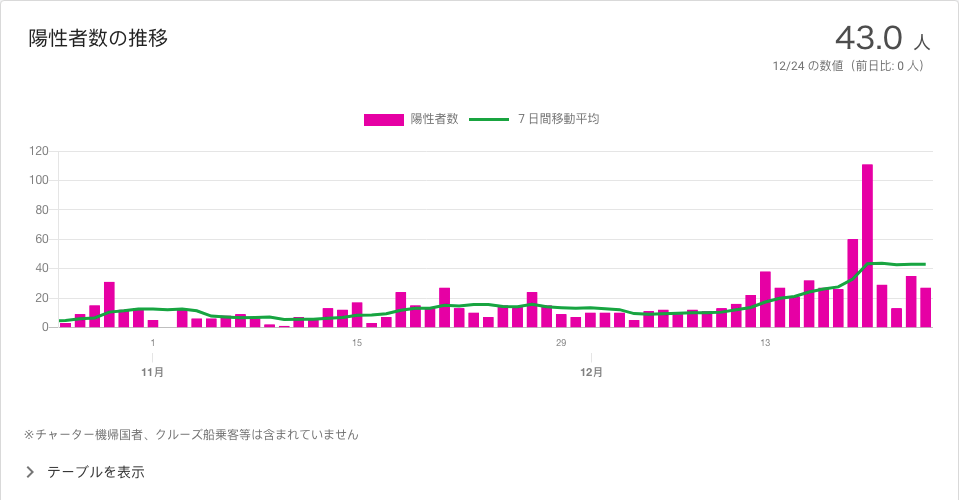 陽性者数の推移
43.0 人
12/24 の数値（前日比: 0 人）
陽性者数 7 日間移動平均
120
100
80
60
40
20
0
1 15 29 13
11月 12月
※チャーター機帰国者、クルーズ船乗客等は含まれていません
テーブルを表示